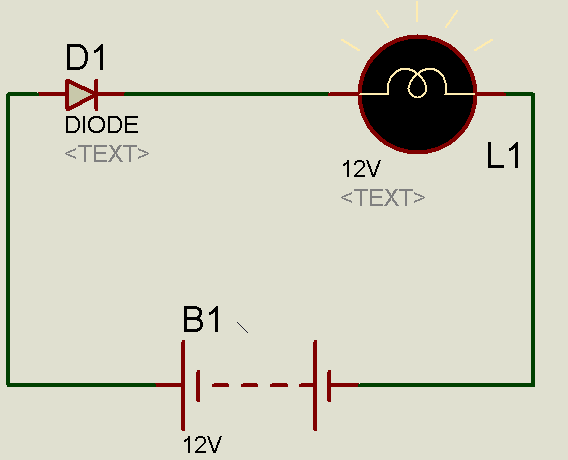 D1
DIODE
<TEXT>
12V
<TEXT>
L1
B1
12V